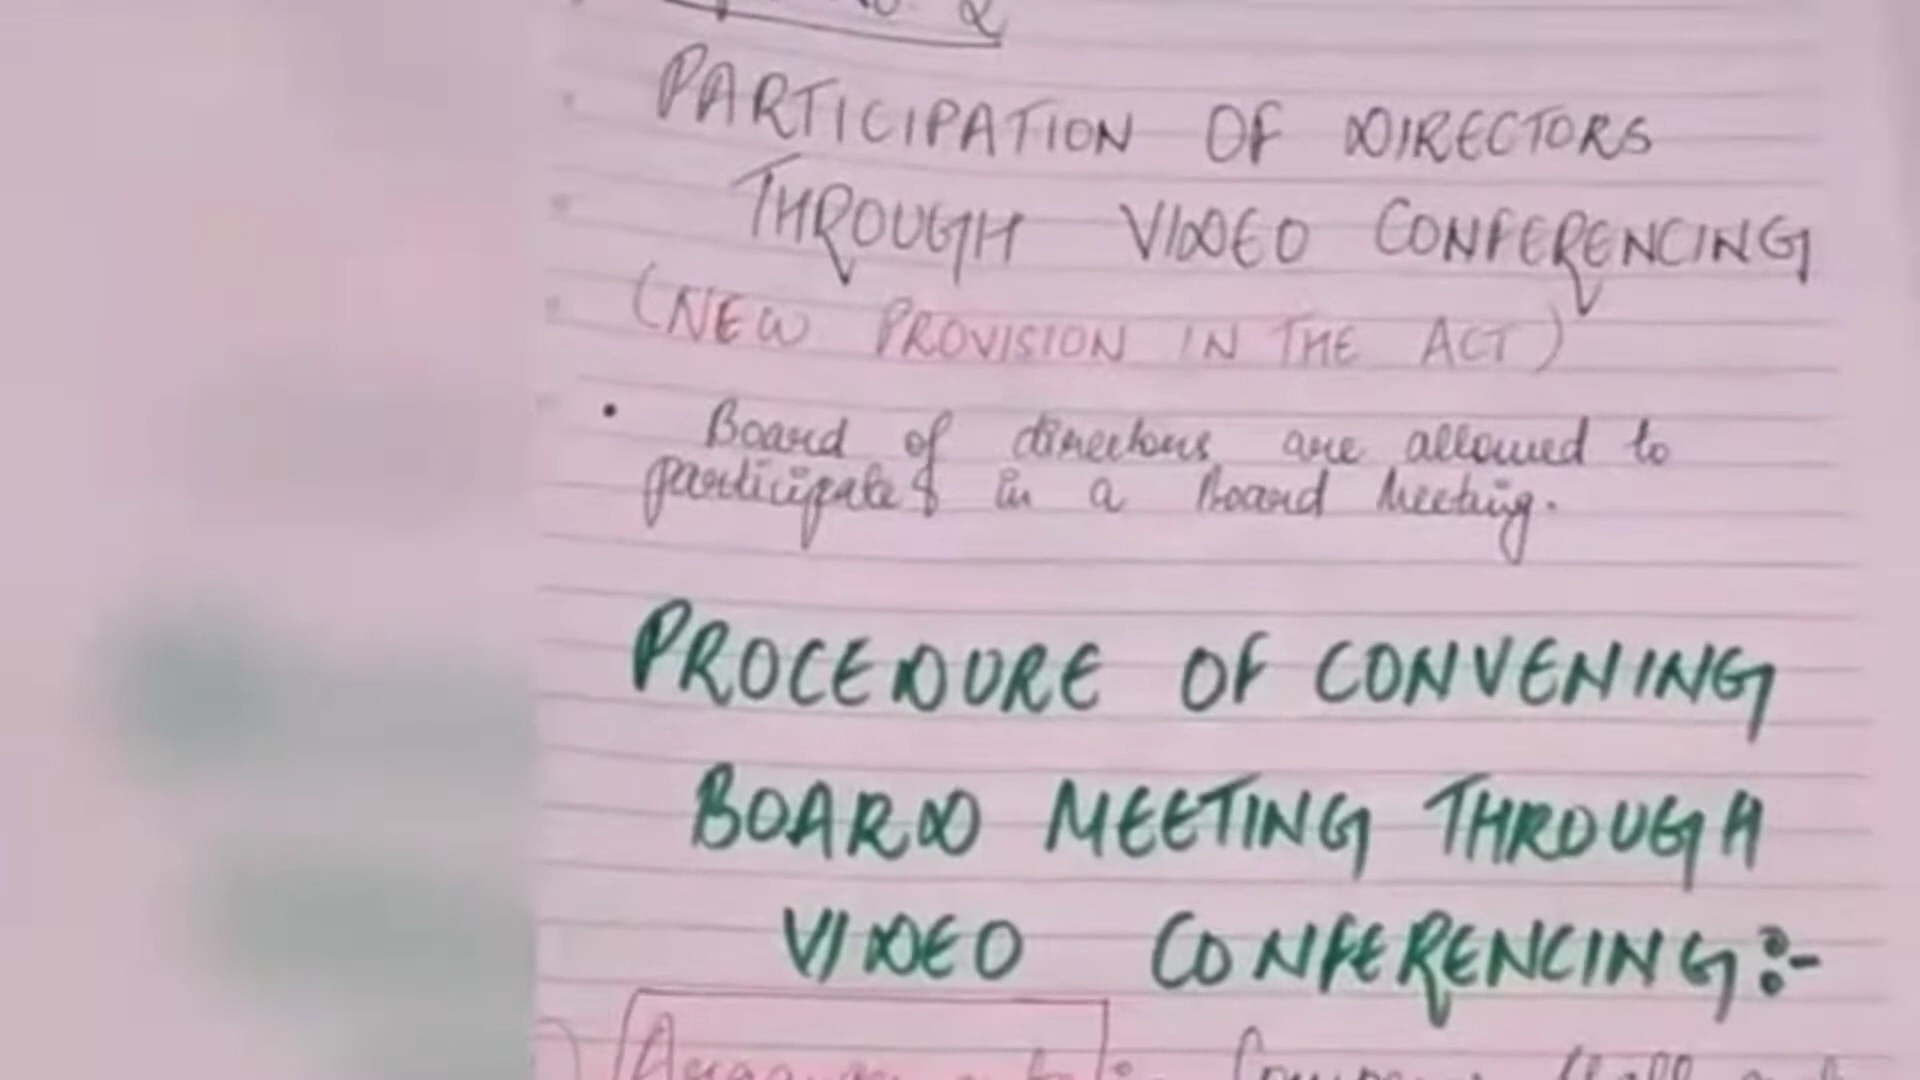 PARTICIPATION OF DIRECTORS
THROUGH VIDEO CONFERENCING
(NEW PROVISION IN THE ACT)
• Board of directors are allowed to
participate in a Board Meeting.
PROCEDURE OF CONVENING
BOARD MEETING THROUGH
VIDEO CONFERENCING:-